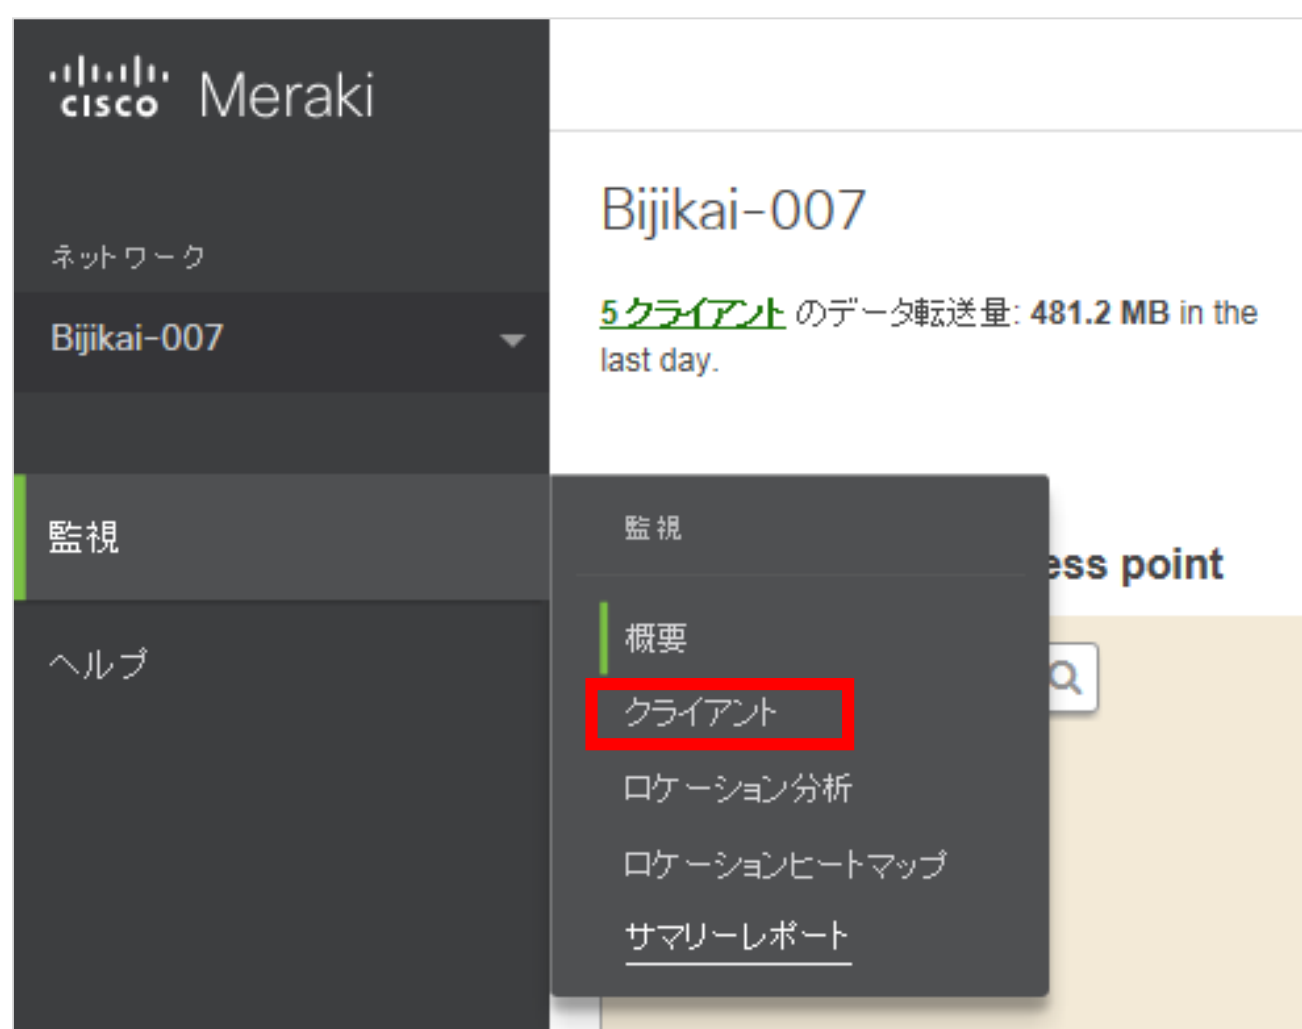 cisco Meraki
ネットワーク
Bijikai-007
監視
ヘルプ
Bijikai-007
5 クライアント のデータ転送量: 481.2 MB in the
last day.
ess point
監視
概要
クライアント
ロケーション分析
ロケーションヒートマップ
サマリーレポート